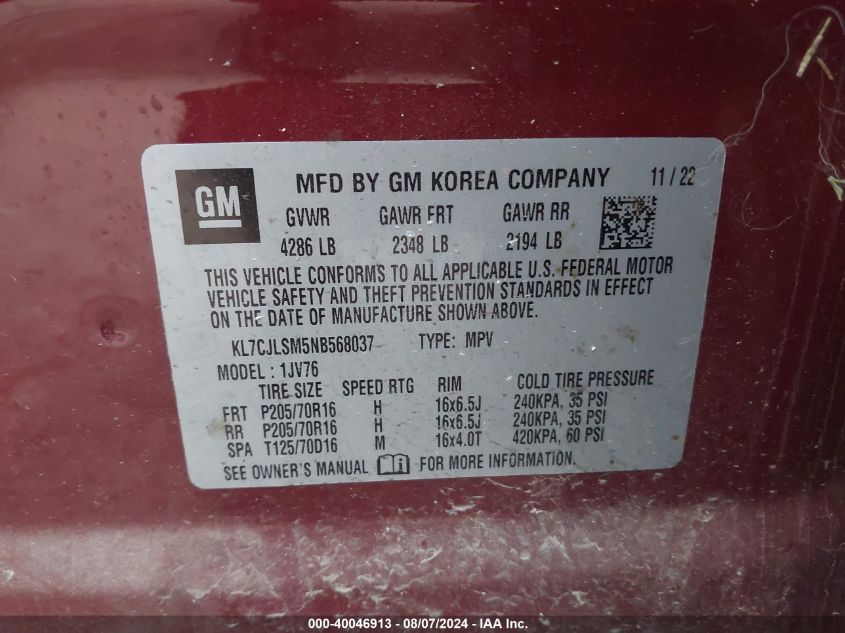 GM MFD BY GM KOREA COMPANY 11 / 22
GVWR GAWR FRT GAWR RR
4286 LB 2348 LB 2194 LB
THIS VEHICLE CONFORMS TO ALL APPLICABLE U.S. FEDERAL MOTOR
VEHICLE SAFETY AND THEFT PREVENTION STANDARDS IN EFFECT
ON THE DATE OF MANUFACTURE SHOWN ABOVE.
KL7CJLSM5NB568037 TYPE: MPV
MODEL : 1JV76
TIRE SIZE SPEED RTG RIM COLD TIRE PRESSURE
FRT P205/70R16 H 16x6.5J 240KPA, 35 PSI
RR P205/70R16 H 16x6.5J 240KPA, 35 PSI
SPA T125/70D16 M 16x4.0T 420KPA, 60 PSI
SEE OWNER'S MANUAL FOR MORE INFORMATION.
000-40046913 - 08/07/2024 - IAAI.com